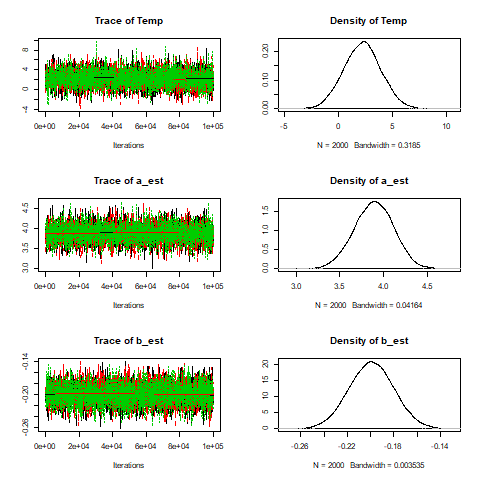 Trace of Temp
8
4
0
-4
0e+00 2e+04 4e+04 6e+04 8e+04 1e+05
Iterations
Density of Temp
0.20
0.10
0.00
-5 0 5 10
N = 2000 Bandwidth = 0.3185
Trace of a_est
4.5
4.0
3.5
3.0
0e+00 2e+04 4e+04 6e+04 8e+04 1e+05
Iterations
Density of a_est
1.5
1.0
0.5
0.0
3.0 3.5 4.0 4.5
N = 2000 Bandwidth = 0.04164
Trace of b_est
-0.14
-0.20
-0.26
0e+00 2e+04 4e+04 6e+04 8e+04 1e+05
Iterations
Density of b_est
20
15
10
5
0
-0.26 -0.22 -0.18 -0.14
N = 2000 Bandwidth = 0.003535